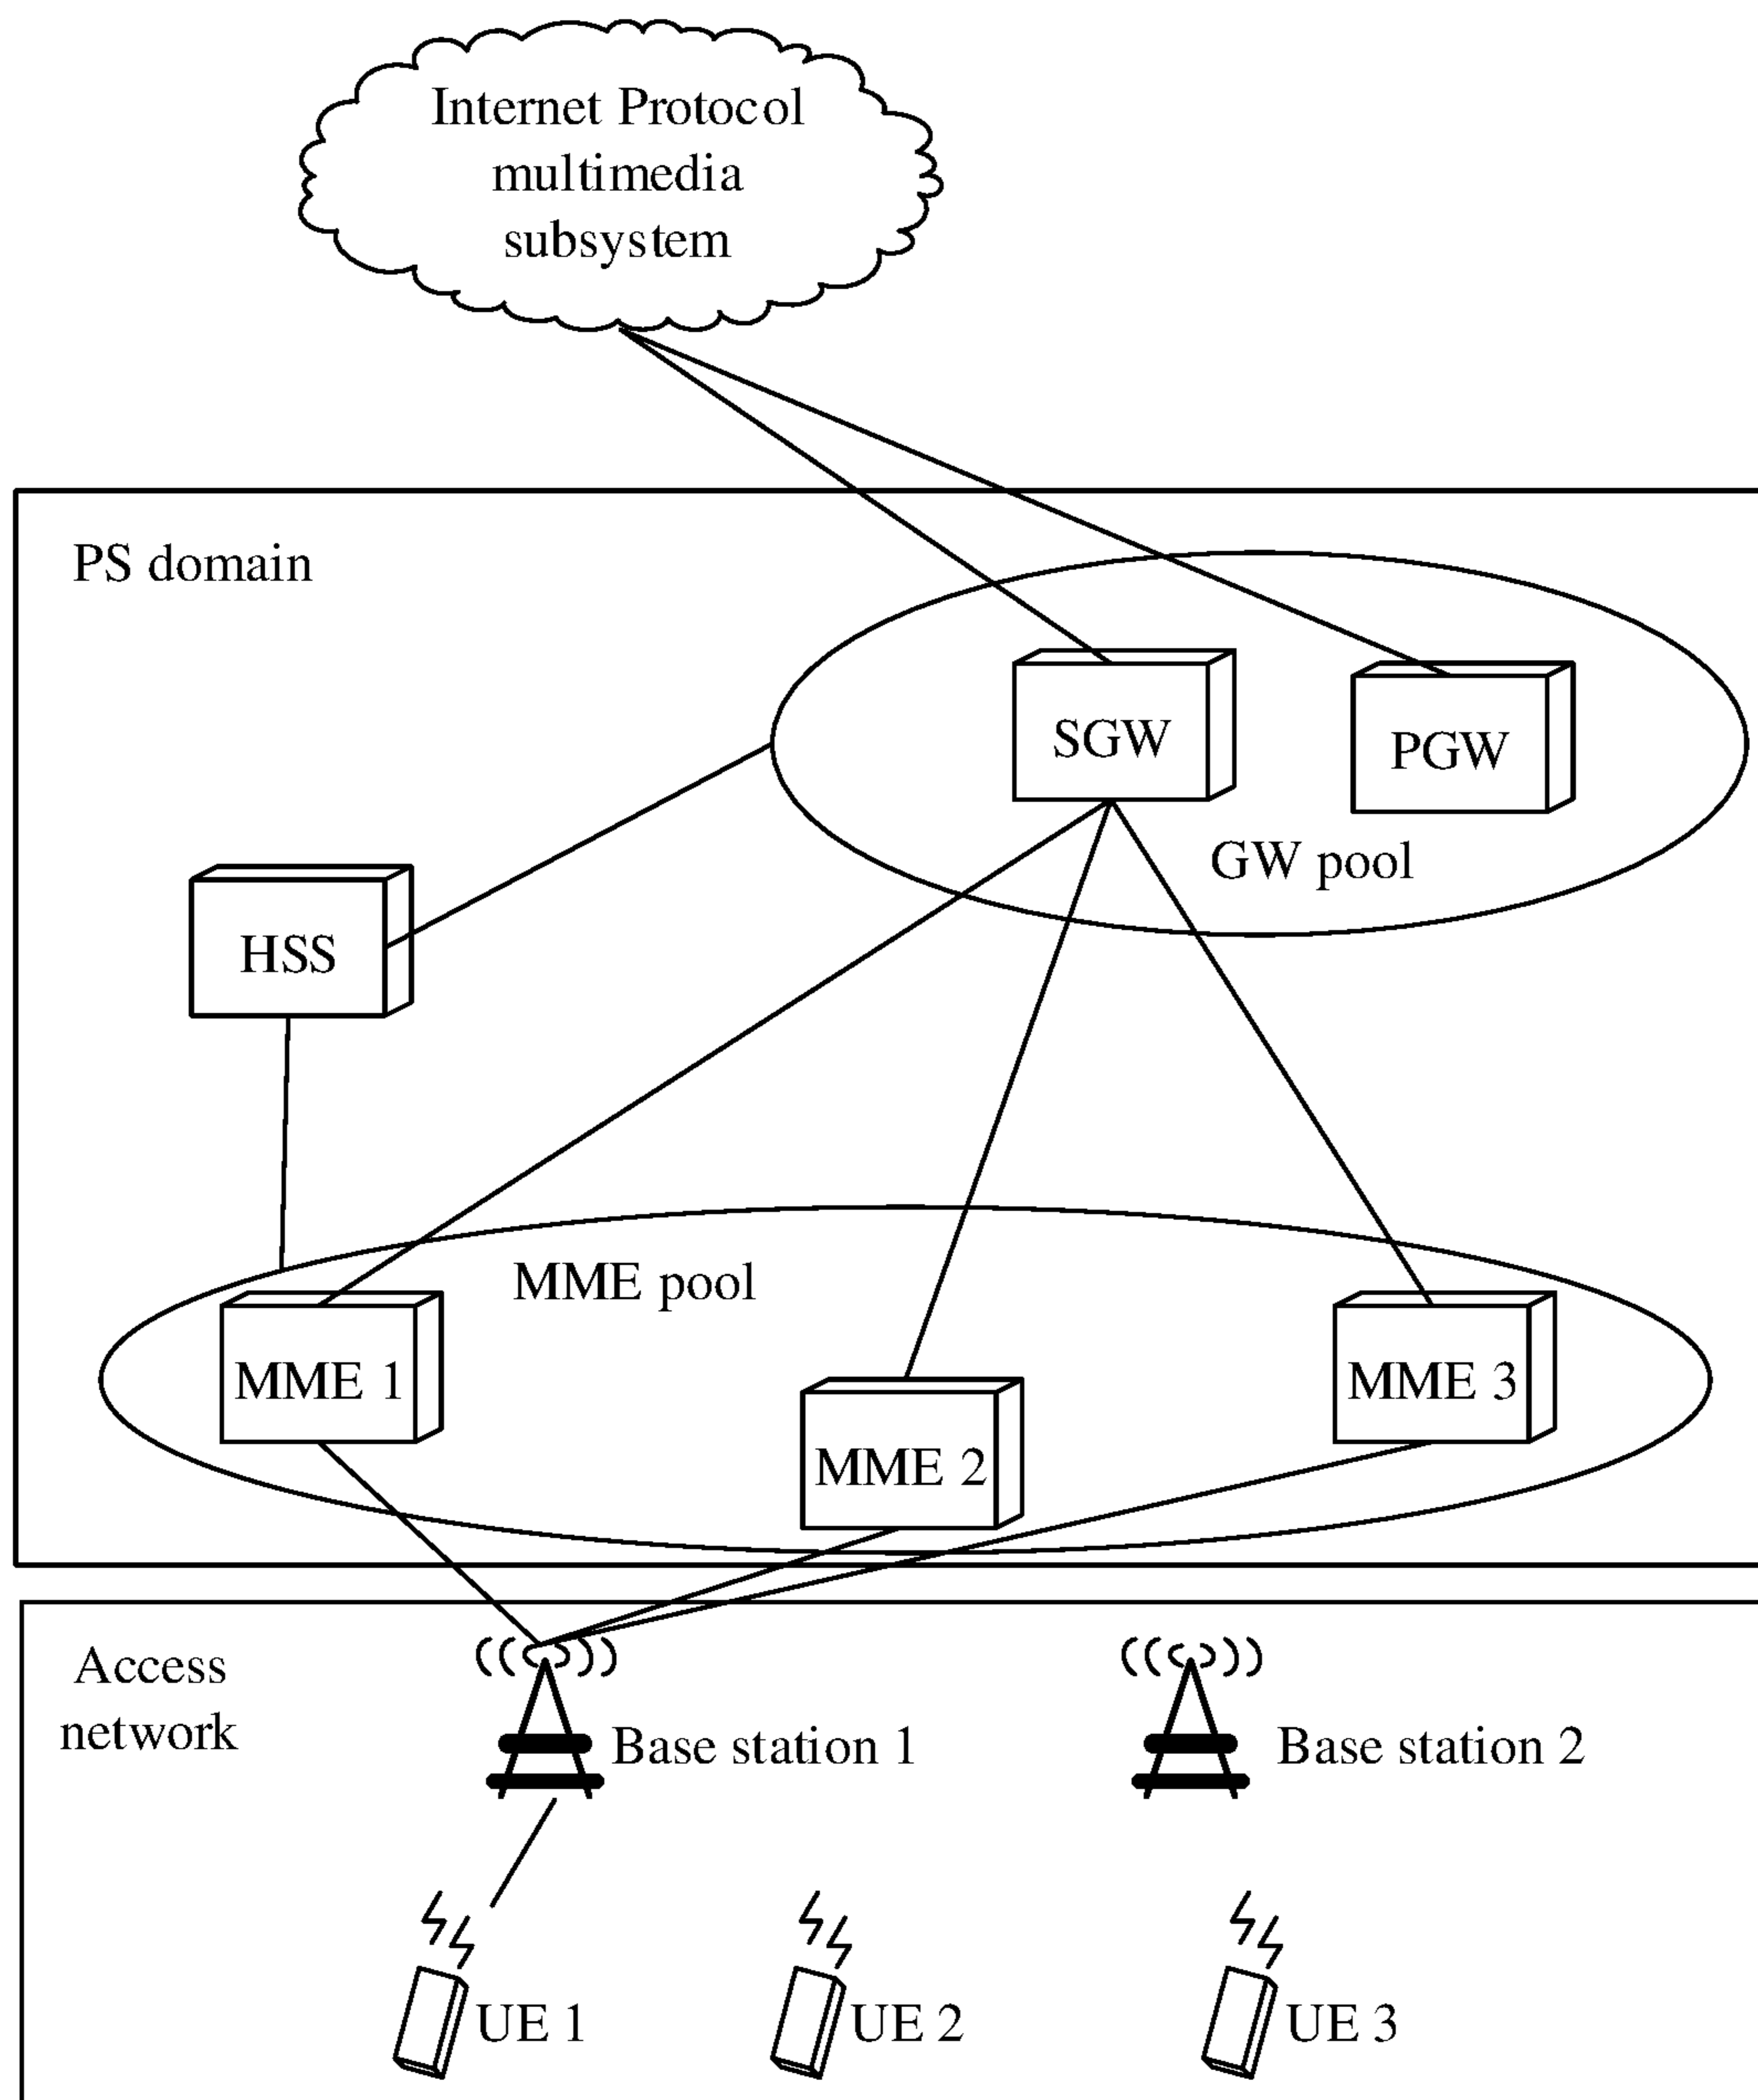 Internet Protocol
multimedia
subsystem
PS domain
SGW
PGW
GW pool
HSS
MME pool
MME 1
MME 2
MME 3
Access
network
Base station 1
Base station 2
UE 1
UE 2
UE 3